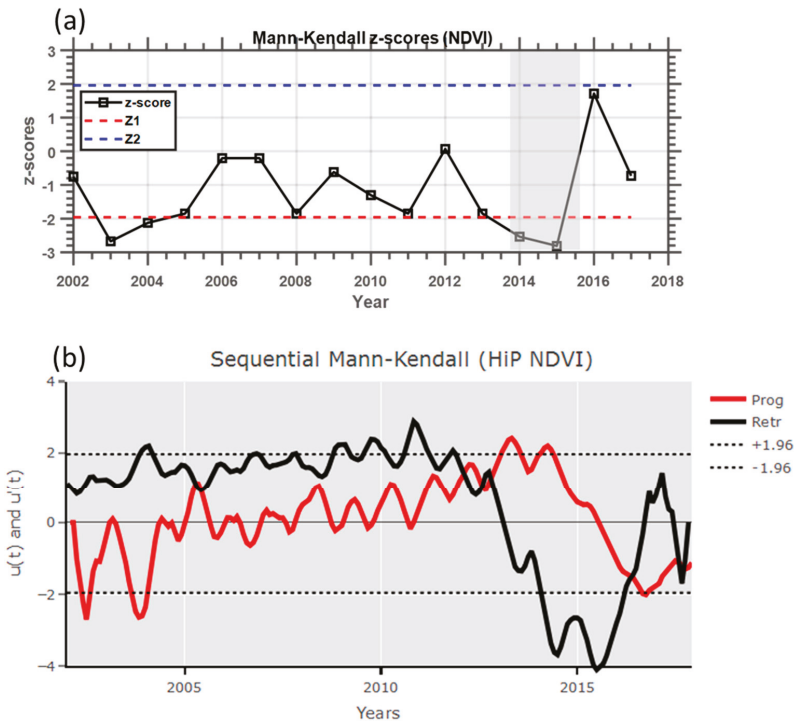 (a)
Mann-Kendall z-scores (NDVI)
3
2
1
0
-1
-2
-3
z-scores
z-score
Z1
Z2
2002 2004 2006 2008 2010 2012 2014 2016 2018
Year
(b)
Sequential Mann-Kendall (HiP NDVI)
4
2
0
−2
−4
u(t) and u'(t)
Prog
Retr
+1.96
-1.96
2005 2010 2015
Years